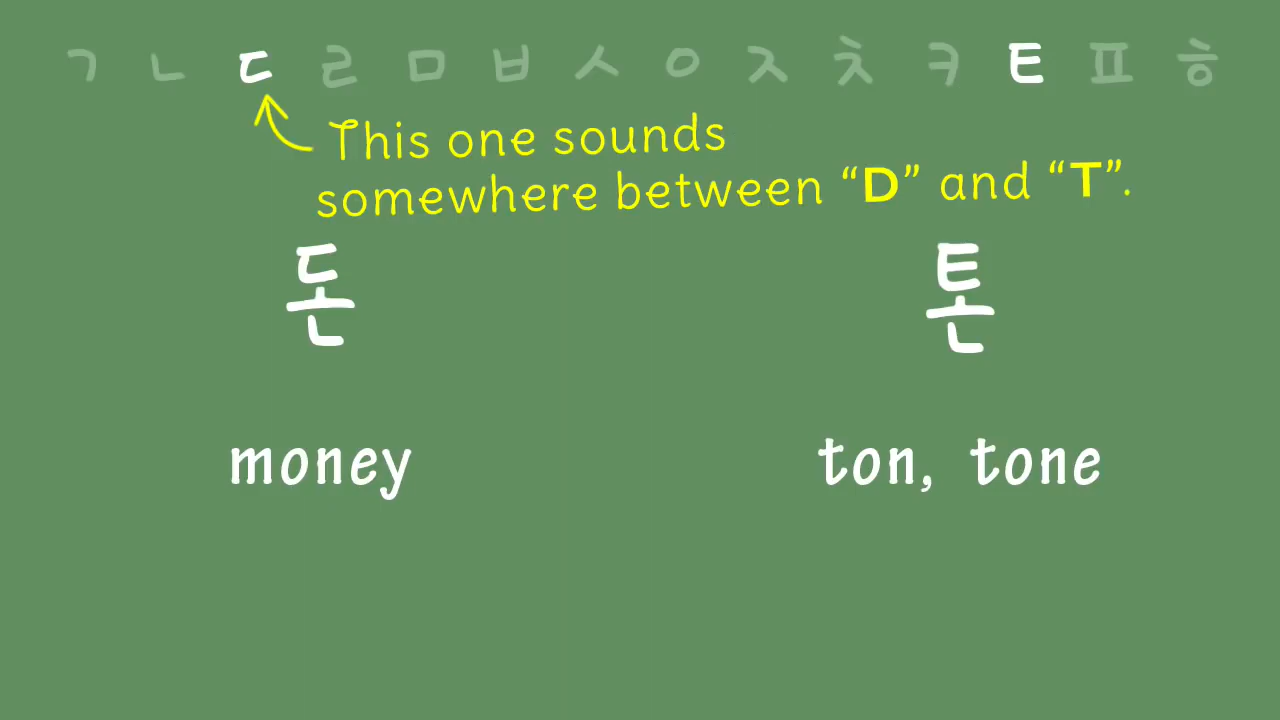 ㄱ ㄴ ㄷ ㄹ ㅁ ㅂ ㅅ ㅇ ㅈ ㅊ ㅋ ㅌ ㅍ ㅎ
This one sounds
somewhere between “D” and “T”.
돈 톤
money ton, tone